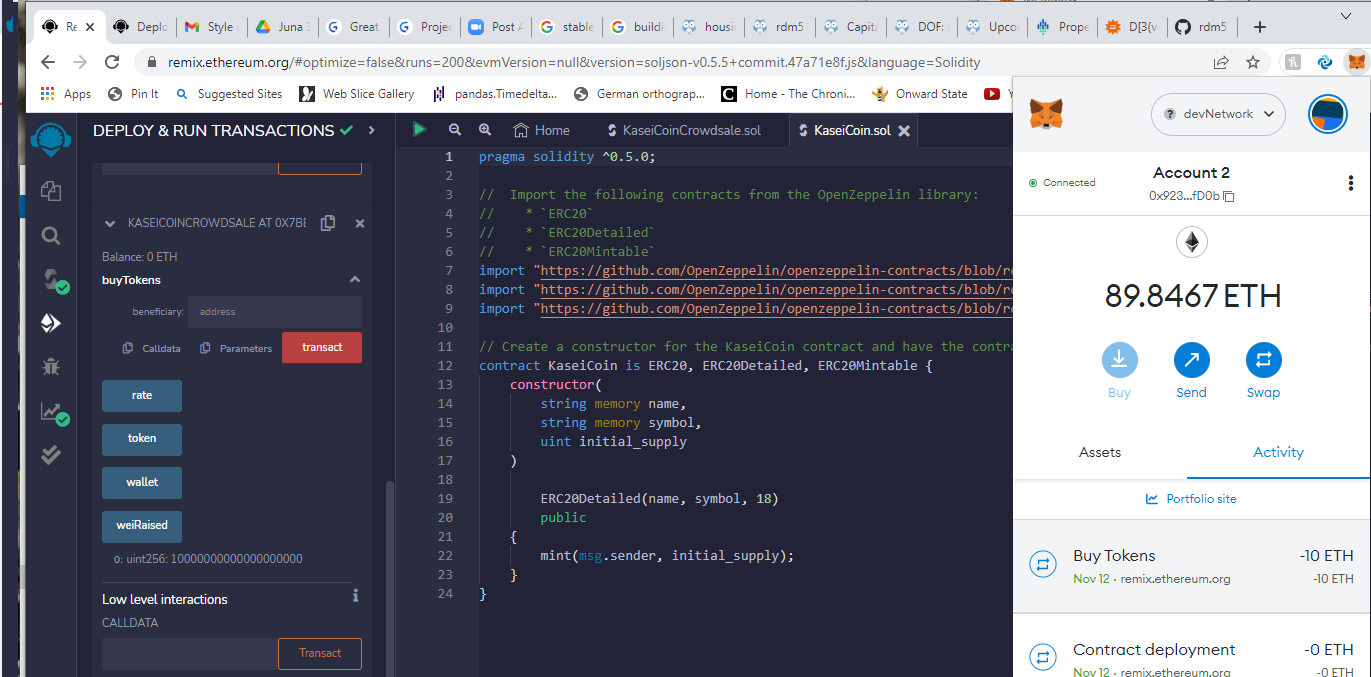 Re
Deplo
Style
Juna
Great
Projec
Post A
stable
buildi
housi
rdm5
Capita
DOF:
Upco
Prope
D[3(v
rdm5
remix.ethereum.org/#optimize=false&runs=200&evmVersion=null&version=soljson-v0.5.5+commit.47a71e8f.js&language=Solidity
Apps
Pin It
Suggested Sites
Web Slice Gallery
pandas.Timedelta...
German orthograp...
Home - The Chroni...
Onward State
DEPLOY & RUN TRANSACTIONS
KASEICOINCROWDSALE AT 0X7BE
Balance: 0 ETH
buyTokens
beneficiary: address
Calldata Parameters transact
rate
token
wallet
weiRaised
0: uint256: 10000000000000000000
Low level interactions
CALLDATA
Transact
Home KaseiCoinCrowdsale.sol KaseiCoin.sol
1 pragma solidity ^0.5.0;
2
3 //  Import the following contracts from the OpenZeppelin library:
4 //    * `ERC20`
5 //    * `ERC20Detailed`
6 //    * `ERC20Mintable`
7 import "https://github.com/OpenZeppelin/openzeppelin-contracts/blob/re
8 import "https://github.com/OpenZeppelin/openzeppelin-contracts/blob/re
9 import "https://github.com/OpenZeppelin/openzeppelin-contracts/blob/re
10
11 // Create a constructor for the KaseiCoin contract and have the contra
12 contract KaseiCoin is ERC20, ERC20Detailed, ERC20Mintable {
13     constructor(
14         string memory name,
15         string memory symbol,
16         uint initial_supply
17     )
18
19         ERC20Detailed(name, symbol, 18)
20         public
21     {
22         mint(msg.sender, initial_supply);
23     }
24 }
devNetwork
Connected
Account 2
0x923...fD0b
89.8467 ETH
Buy Send Swap
Assets Activity
Portfolio site
Buy Tokens -10 ETH
Nov 12 · remix.ethereum.org -10 ETH
Contract deployment -0 ETH
Nov 12 · remix.ethereum.org -0 ETH